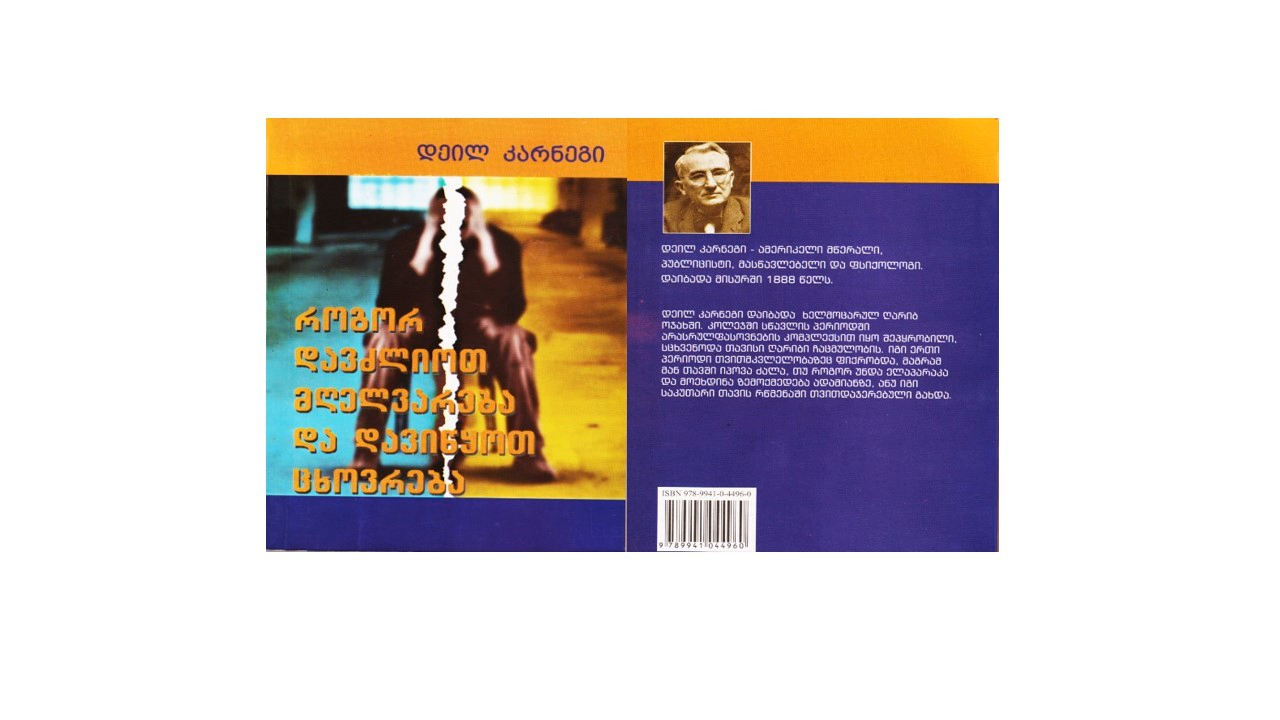 დეილ კარნეგი
როგორ
დავძლიოთ
მღელვარება
და დავიწყოთ
ცხოვრება
დეილ კარნეგი - ამერიკელი მწერალი,
პუბლიცისტი, მასწავლებელი და ფსიქოლოგი.
დაიბადა მისურში 1888 წელს.
დეილ კარნეგი დაიბადა ხელმოცარულ ღარიბ
ოჯახში. კოლეჯში სწავლის პერიოდში
არასრულფასოვნების კომპლექსით იყო შეპყრობილი,
სცხვენოდა თავისი ღარიბი ჩაცმულობის. იგი ერთი
პერიოდი თვითმკვლელობაზეც ფიქრობდა, მაგრამ
მან თავში იპოვა ძალა, თუ როგორ უნდა ელაპარაკა
და მოეხდინა ზემოქმედება ადამიანზე, ანუ იგი
საკუთარი თავის რწმენაში თვითდაჯერებული გახდა.
ISBN 978-9941-0-4496-0
9 789941 044960